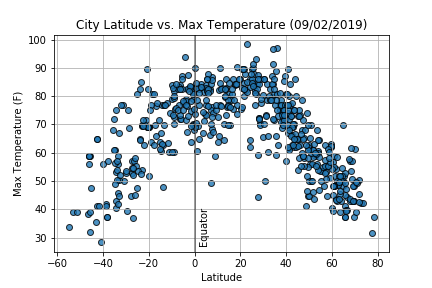 City Latitude vs. Max Temperature (09/02/2019)
100
90
80
70
60
50
40
30
Max Temperature (F)
Equator
−60 −40 −20 0 20 40 60 80
Latitude